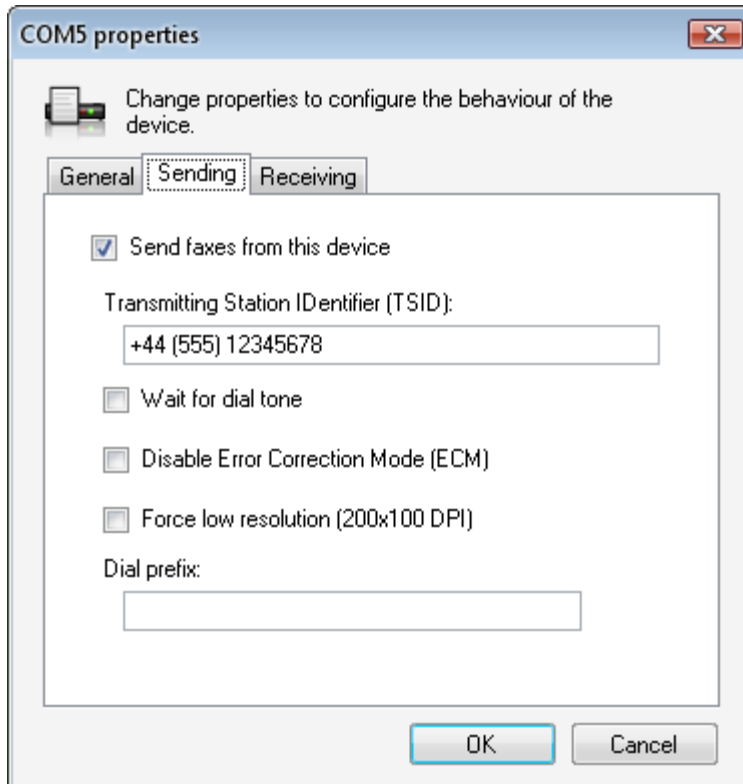 COM5 properties
Change properties to configure the behaviour of the
device.
General Sending Receiving
Send faxes from this device
Transmitting Station IDentifier (TSID):
+44 (555) 12345678
Wait for dial tone
Disable Error Correction Mode (ECM)
Force low resolution (200x100 DPI)
Dial prefix:
OK Cancel